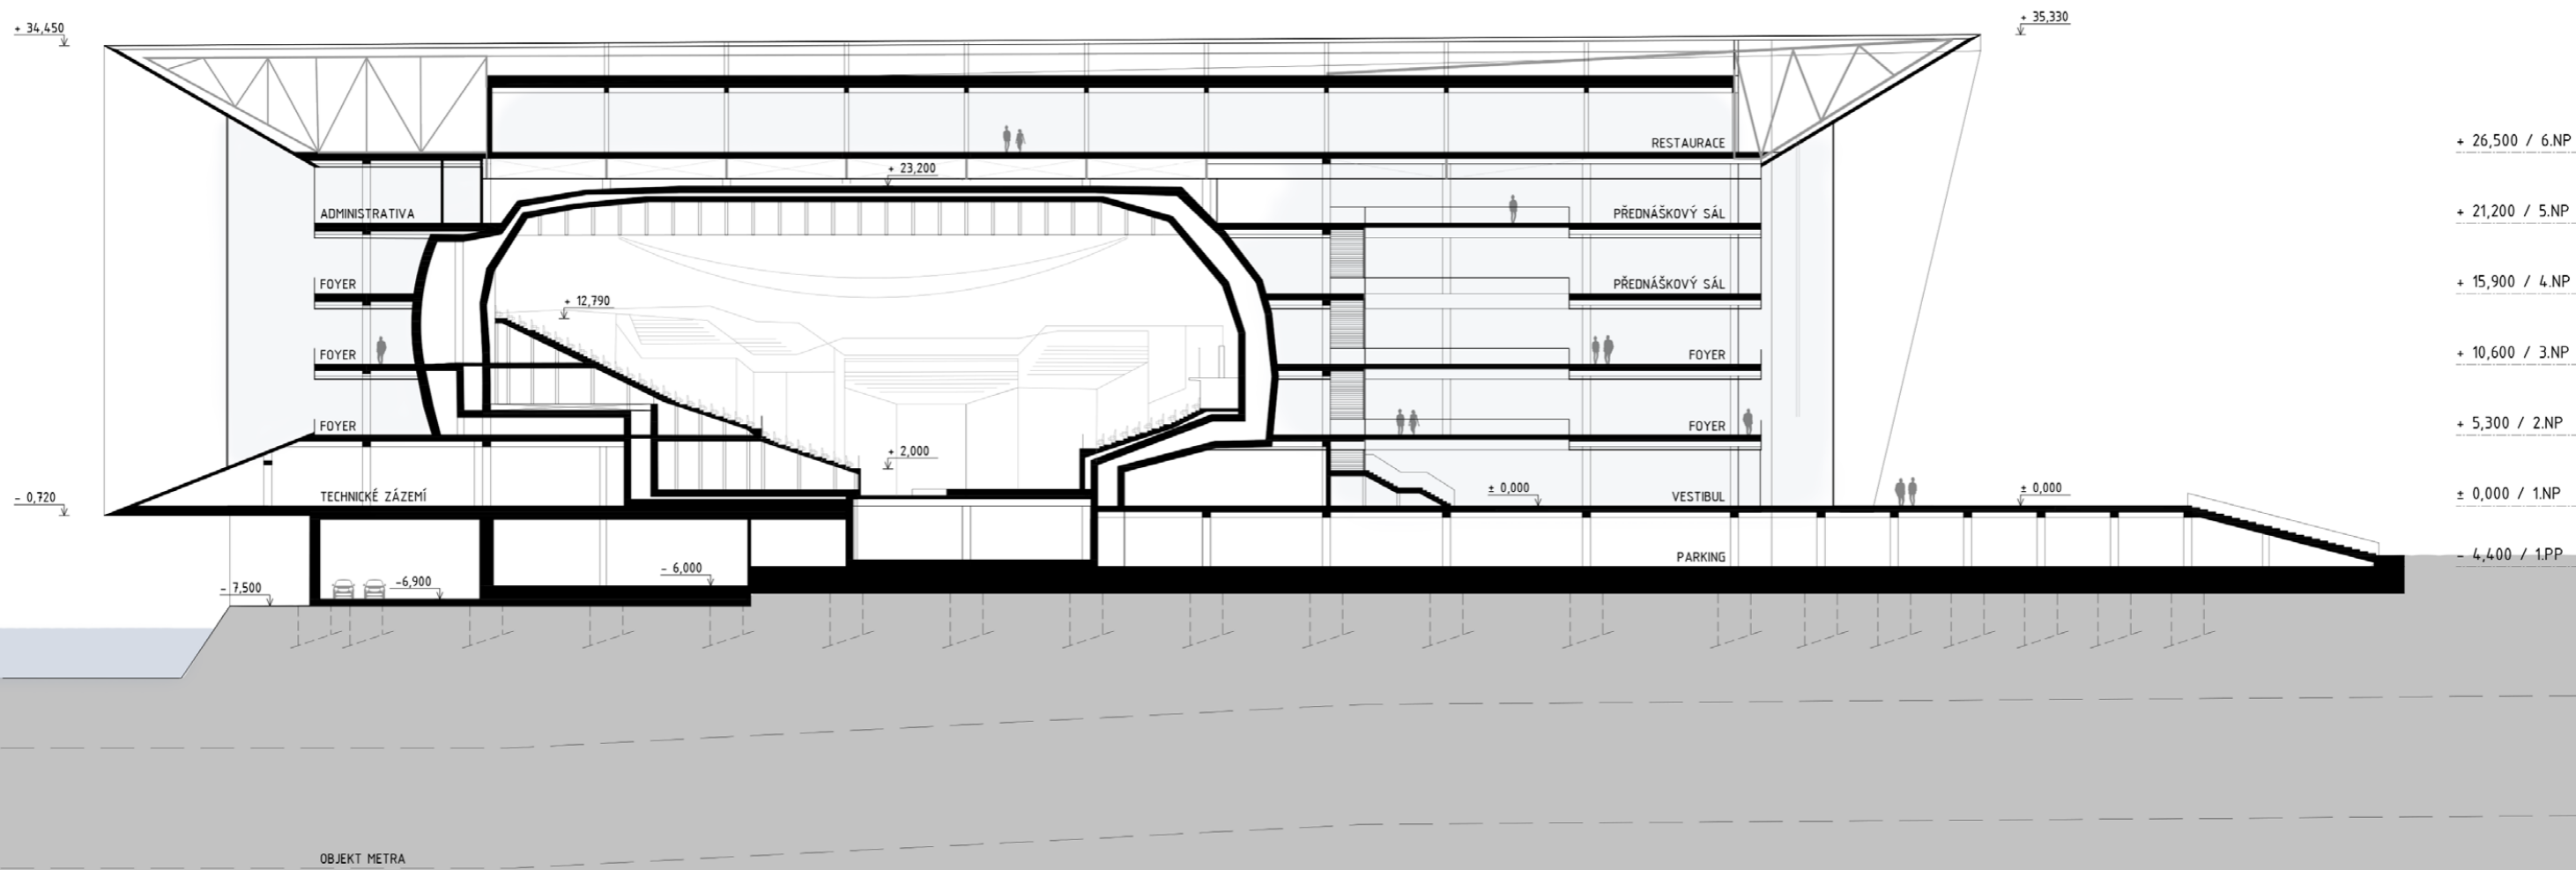 + 35,330
+ 34,450
+ 26,500 / 6.NP
RESTAURACE
+ 23,200
+ 21,200 / 5.NP
ADMINISTRATIVA
PŘEDNÁŠKOVÝ SÁL
+ 15,900 / 4.NP
FOYER
PŘEDNÁŠKOVÝ SÁL
+ 12,790
+ 10,600 / 3.NP
FOYER
FOYER
+ 5,300 / 2.NP
FOYER
FOYER
+ 2,000
- 0,720
TECHNICKÉ ZÁZEMÍ
± 0,000
VESTIBUL
± 0,000
± 0,000 / 1.NP
PARKING
- 4,400 / 1.PP
- 7,500
-6,900
- 6,000
OBJEKT METRA